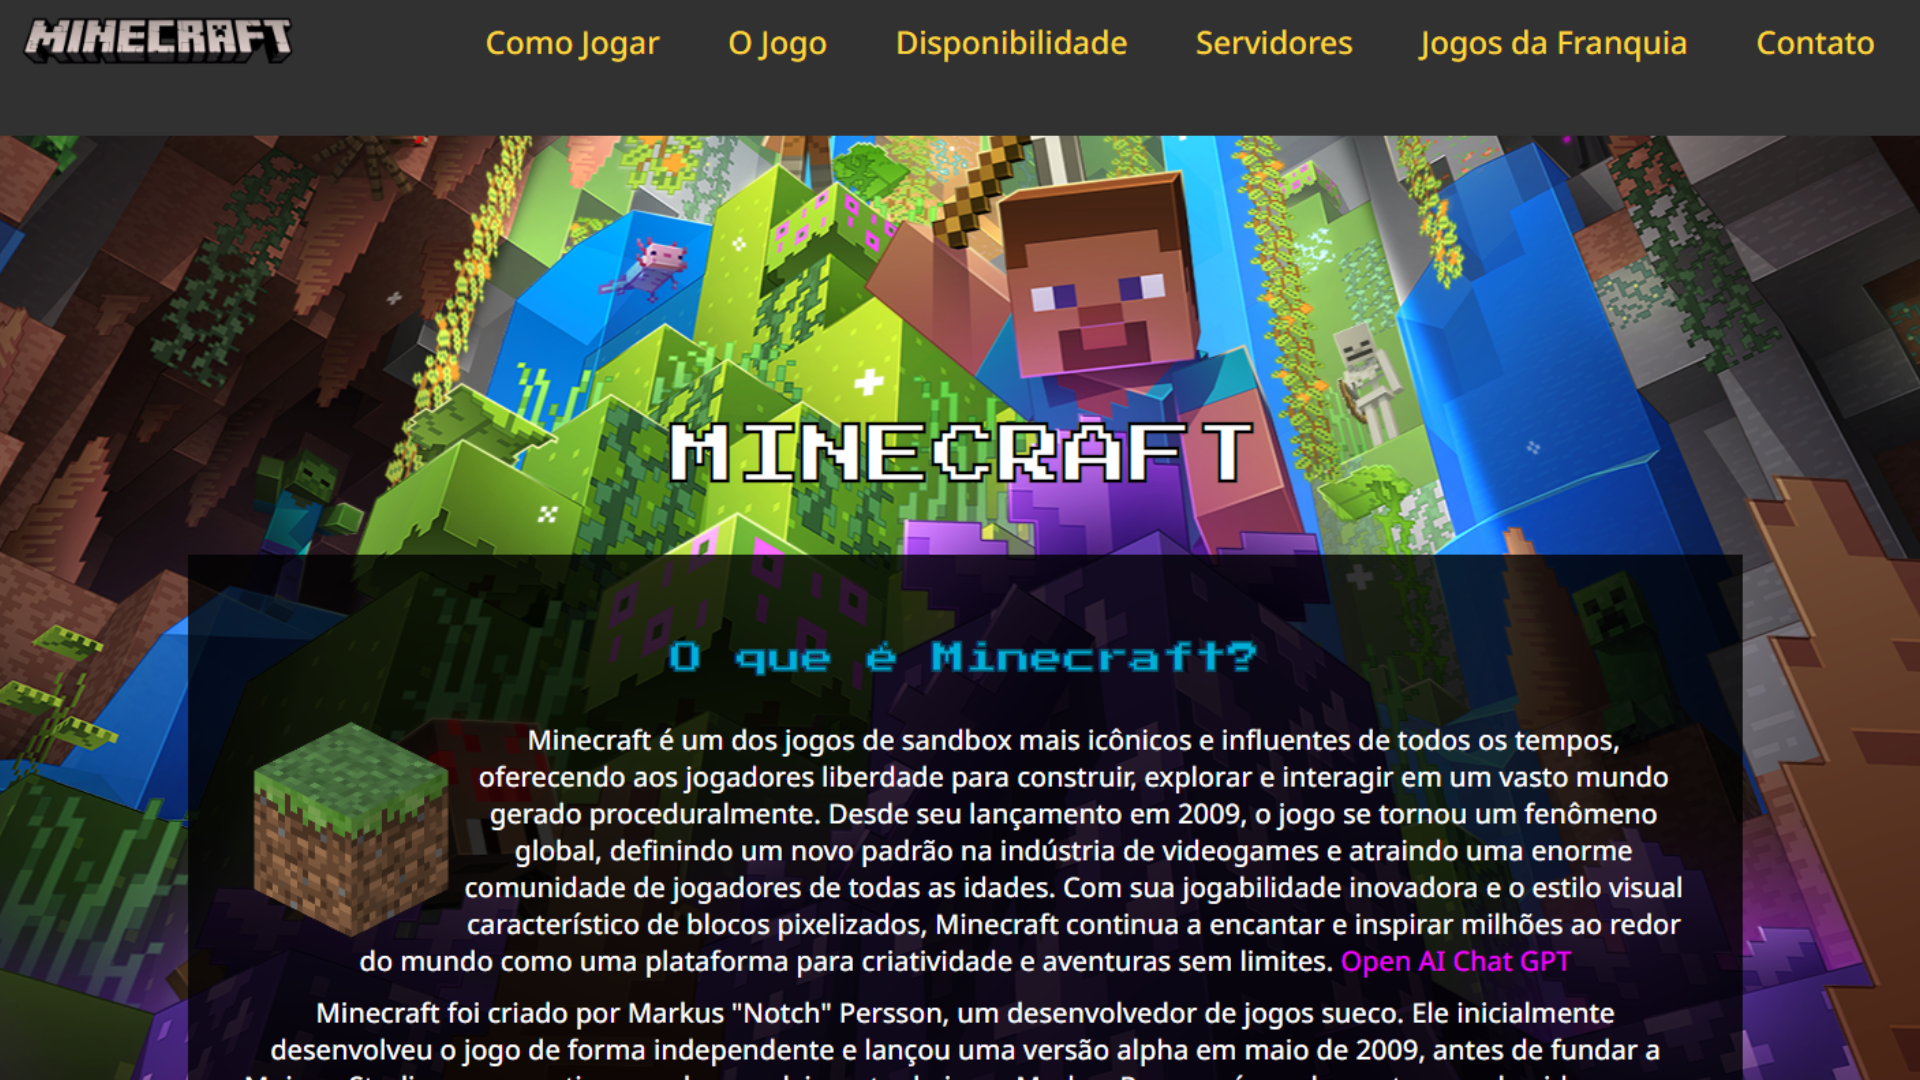 MINECRAFT
Como Jogar O Jogo Disponibilidade Servidores Jogos da Franquia Contato
MINECRAFT
O que é Minecraft?
Minecraft é um dos jogos de sandbox mais icônicos e influentes de todos os tempos,
oferecendo aos jogadores liberdade para construir, explorar e interagir em um vasto mundo
gerado proceduralmente. Desde seu lançamento em 2009, o jogo se tornou um fenômeno
global, definindo um novo padrão na indústria de videogames e atraindo uma enorme
comunidade de jogadores de todas as idades. Com sua jogabilidade inovadora e o estilo visual
característico de blocos pixelizados, Minecraft continua a encantar e inspirar milhões ao redor
do mundo como uma plataforma para criatividade e aventuras sem limites. Open AI Chat GPT
Minecraft foi criado por Markus "Notch" Persson, um desenvolvedor de jogos sueco. Ele inicialmente
desenvolveu o jogo de forma independente e lançou uma versão alpha em maio de 2009, antes de fundar a